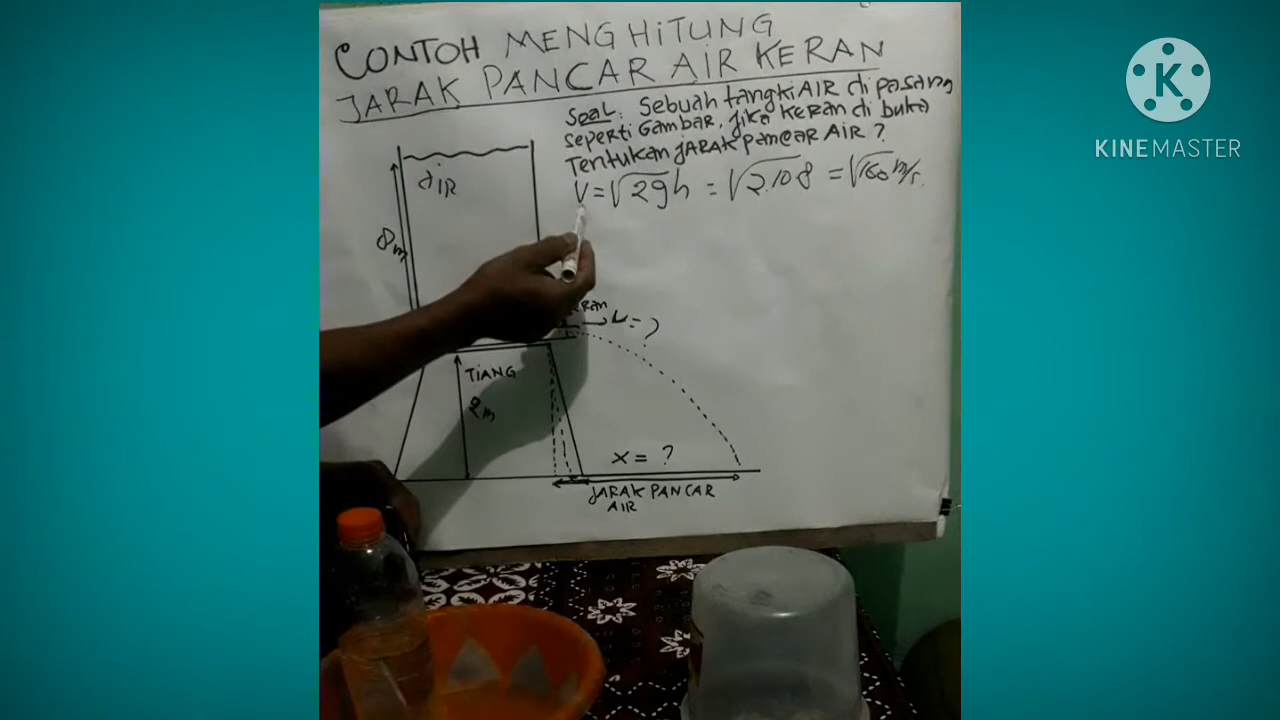 CONTOH MENGHITUNG
JARAK PANCAR AIR KERAN
SOAL: Sebuah tangki AIR di pasang
seperti Gambar, jika KERAN di buka
Tentukan JARAK PANCAR AIR ?
V = √2gh = √2.10 8 = √160 m/s.
AIR
8m
V = ?
TIANG
2m
x = ?
JARAK PANCAR
AIR
K
KINEMASTER